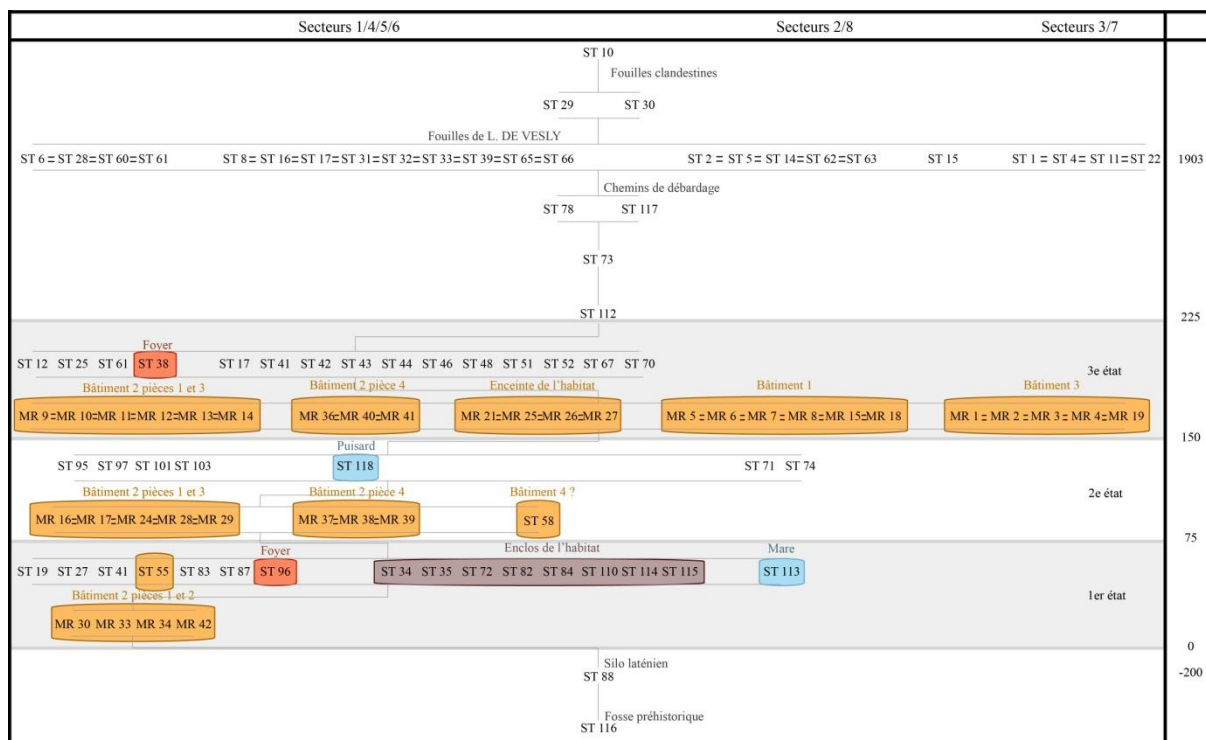 Secteurs 1/4/5/6 Secteurs 2/8 Secteurs 3/7
ST 10
Fouilles clandestines
ST 29 ST 30
Fouilles de L. DE VESLY
ST 6 = ST 28= ST 60= ST 61 ST 8 = ST 16= ST 17= ST 31= ST 32= ST 33= ST 39= ST 65= ST 66 ST 2 = ST 5 = ST 14= ST 62= ST 63 ST 15 ST 1 = ST 4 = ST 11= ST 22 1903
Chemins de débardage
ST 78 ST 117
ST 73
ST 112
225
Foyer
ST 12 ST 25 ST 61 ST 38 ST 17 ST 41 ST 42 ST 43 ST 44 ST 46 ST 48 ST 51 ST 52 ST 67 ST 70
3e état
Bâtiment 2 pièces 1 et 3 Bâtiment 2 pièce 4 Enceinte de l'habitat Bâtiment 1 Bâtiment 3
MR 9 =MR 10=MR 11=MR 12=MR 13=MR 14 MR 36=MR 40=MR 41 MR 21=MR 25=MR 26=MR 27 MR 5 =MR 6 =MR 7 =MR 8 =MR 15=MR 18 MR 1 = MR 2 = MR 3 = MR 4= MR 19
150
Puisard
ST 95 ST 97 ST 101 ST 103 ST 118 ST 71 ST 74
Bâtiment 2 pièces 1 et 3 Bâtiment 2 pièce 4 Bâtiment 4 ? 2e état
MR 16=MR 17=MR 24=MR 28=MR 29 MR 37=MR 38=MR 39 ST 58
75
Foyer Enclos de l'habitat Mare
ST 19 ST 27 ST 41 ST 55 ST 83 ST 87 ST 96 ST 34 ST 35 ST 72 ST 82 ST 84 ST 110 ST 114 ST 115 ST 113
Bâtiment 2 pièces 1 et 2 1er état
MR 30 MR 33 MR 34 MR 42
0
Silo laténien
ST 88 -200
Fosse préhistorique
ST 116